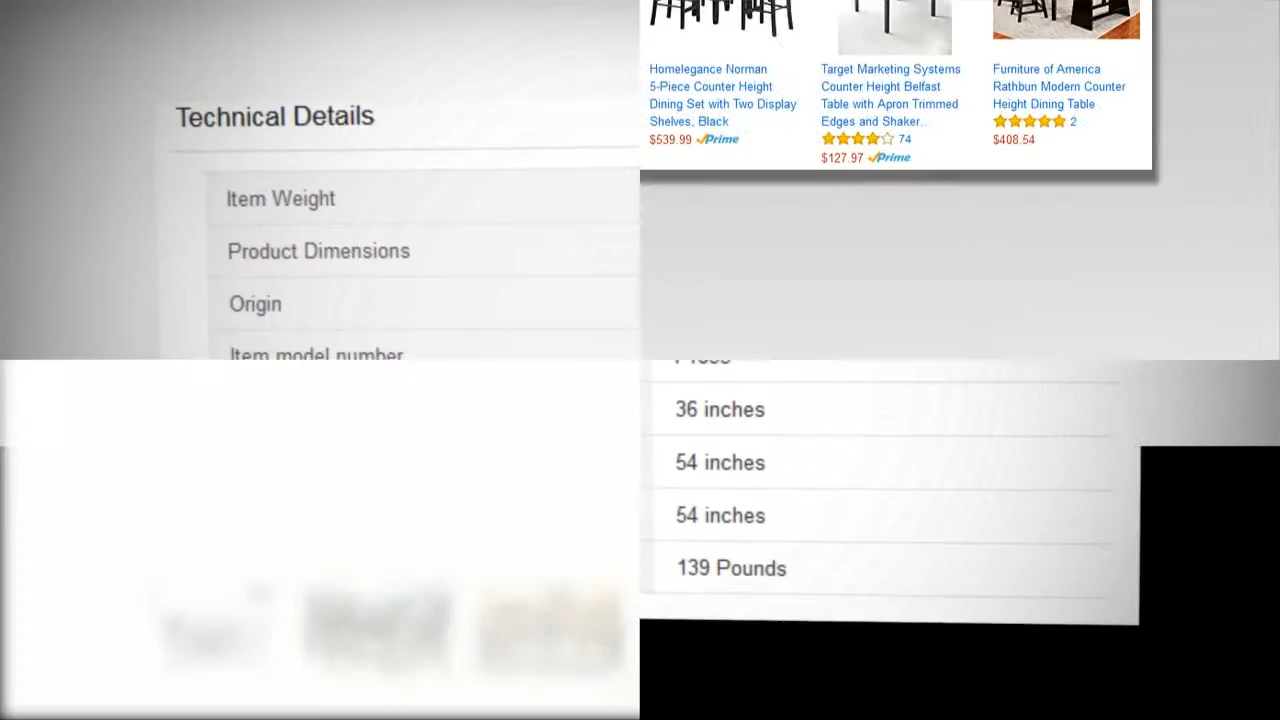 Technical Details
Item Weight
Product Dimensions
Origin
Item model number
Homelegance Norman
5-Piece Counter Height
Dining Set with Two Display
Shelves, Black
$539.99 Prime
Target Marketing Systems
Counter Height Belfast
Table with Apron Trimmed
Edges and Shaker...
74
$127.97 Prime
Furniture of America
Rathbun Modern Counter
Height Dining Table
2
$408.54
36 inches
54 inches
54 inches
139 Pounds